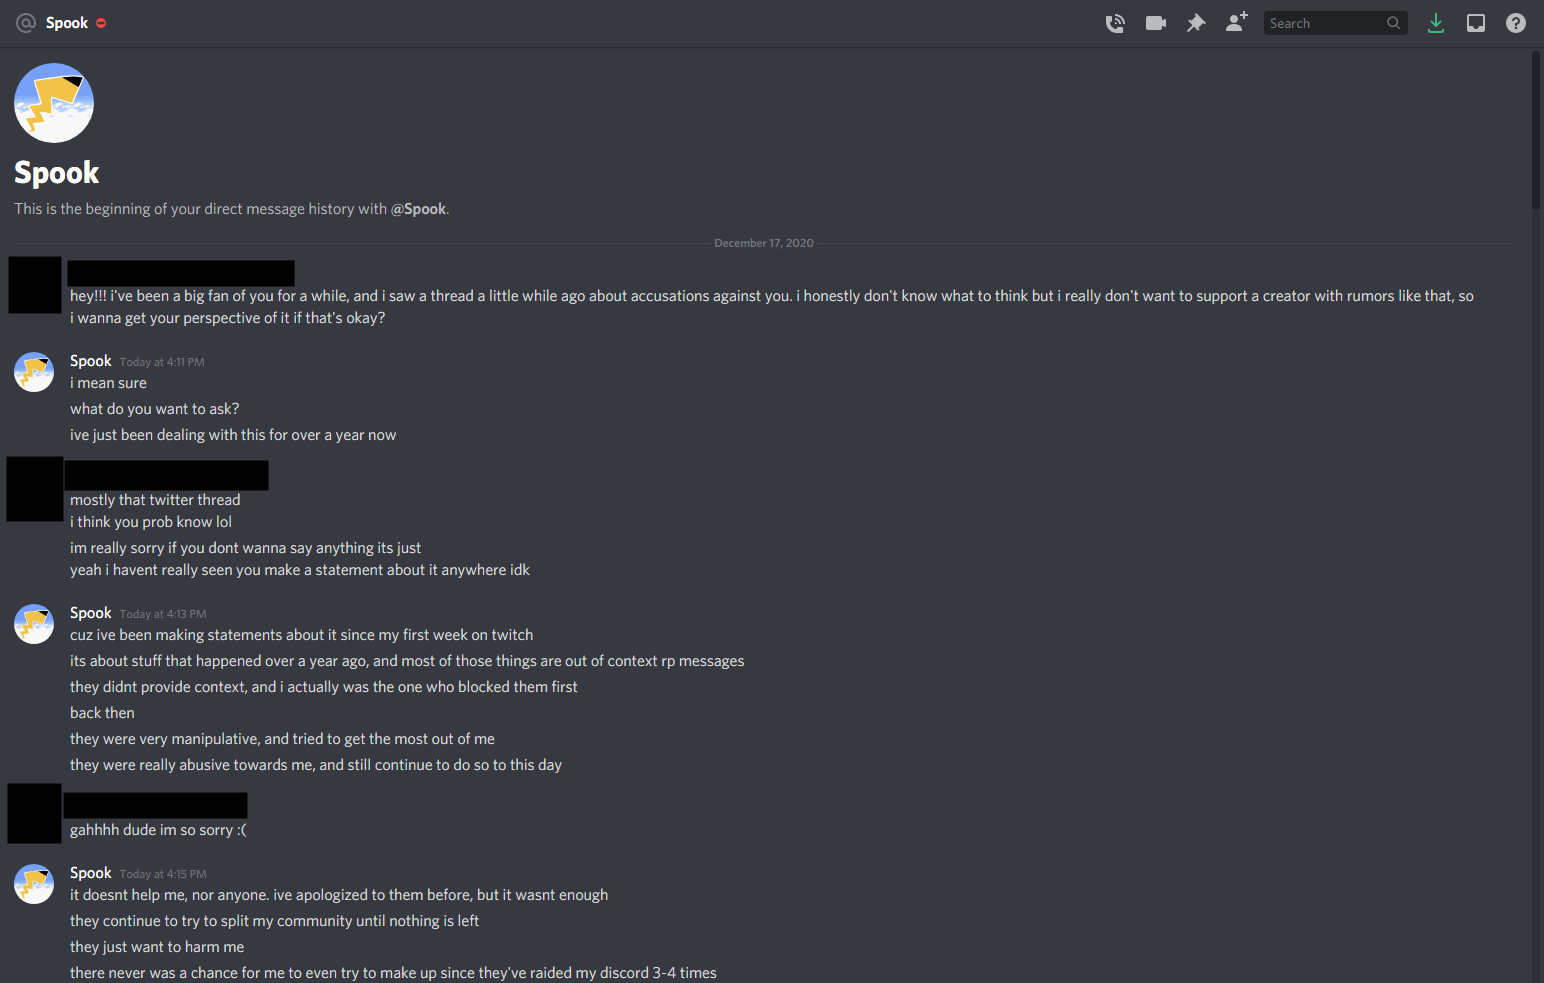 Spook
Search
Spook
This is the beginning of your direct message history with @Spook.
December 17, 2020
hey!!! i've been a big fan of you for a while, and i saw a thread a little while ago about accusations against you. i honestly don't know what to think but i really don't want to support a creator with rumors like that, so
i wanna get your perspective of it if that's okay?
Spook Today at 4:11 PM
i mean sure
what do you want to ask?
ive just been dealing with this for over a year now
mostly that twitter thread
i think you prob know lol
im really sorry if you dont wanna say anything its just
yeah i havent really seen you make a statement about it anywhere idk
Spook Today at 4:13 PM
cuz ive been making statements about it since my first week on twitch
its about stuff that happened over a year ago, and most of those things are out of context rp messages
they didnt provide context, and i actually was the one who blocked them first
back then
they were very manipulative, and tried to get the most out of me
they were really abusive towards me, and still continue to do so to this day
gahhhh dude im so sorry :(
Spook Today at 4:15 PM
it doesnt help me, nor anyone. ive apologized to them before, but it wasnt enough
they continue to try to split my community until nothing is left
they just want to harm me
there never was a chance for me to even try to make up since they've raided my discord 3-4 times